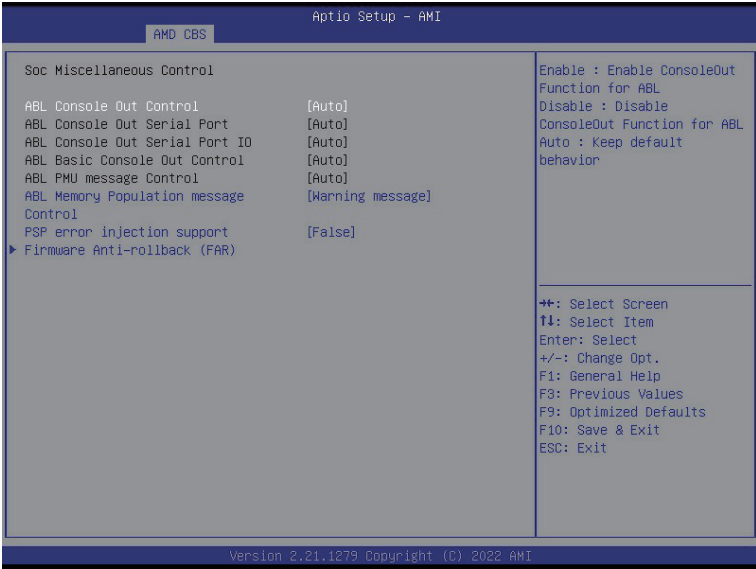 Aptio Setup - AMI
AMD CBS
Soc Miscellaneous Control
ABL Console Out Control [Auto]
ABL Console Out Serial Port [Auto]
ABL Console Out Serial Port IO [Auto]
ABL Basic Console Out Control [Auto]
ABL PMU message Control [Auto]
ABL Memory Population message [Warning message]
Control
PSP error injection support [False]
Firmware Anti-rollback (FAR)
Enable : Enable ConsoleOut
Function for ABL
Disable : Disable
ConsoleOut Function for ABL
Auto : Keep default
behavior
→←: Select Screen
↑↓: Select Item
Enter: Select
+/-: Change Opt.
F1: General Help
F3: Previous Values
F9: Optimized Defaults
F10: Save & Exit
ESC: Exit
Version 2.21.1279 Copyright (C) 2022 AMI